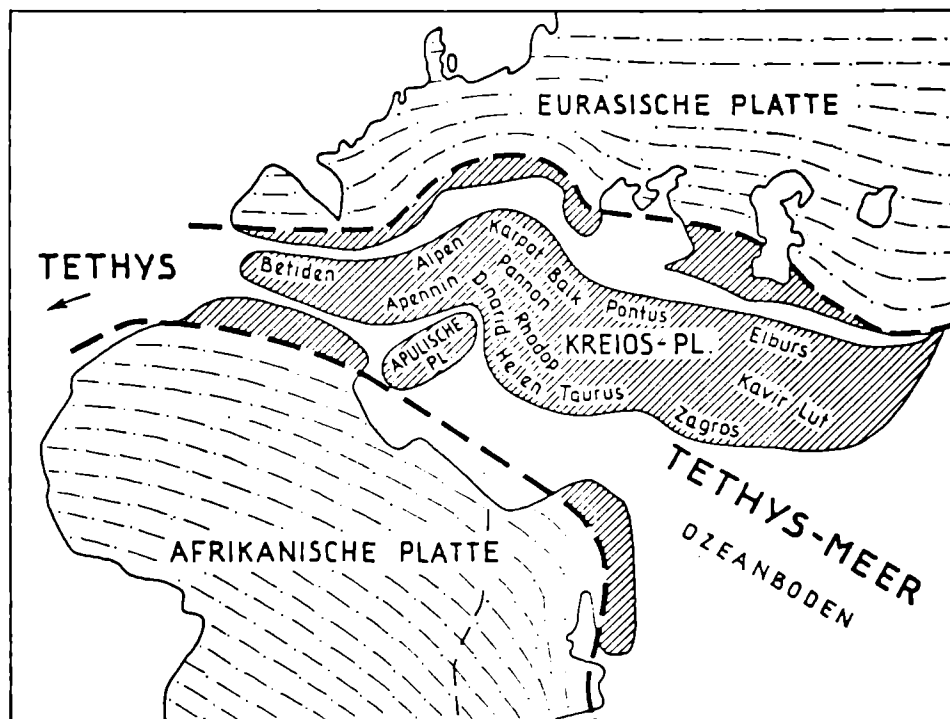 EURASISCHE PLATTE
TETHYS
Betiden
Alpen
Karpat
Balk
Apennin
Pannon
Dinarid
Rhodop
Pontus
KREIOS-PL.
Elburs
APULISCHE
PL.
Helen
Taurus
Kavir Lut
Zagros
TETHYS-MEER
OZEANBODEN
AFRIKANISCHE PLATTE